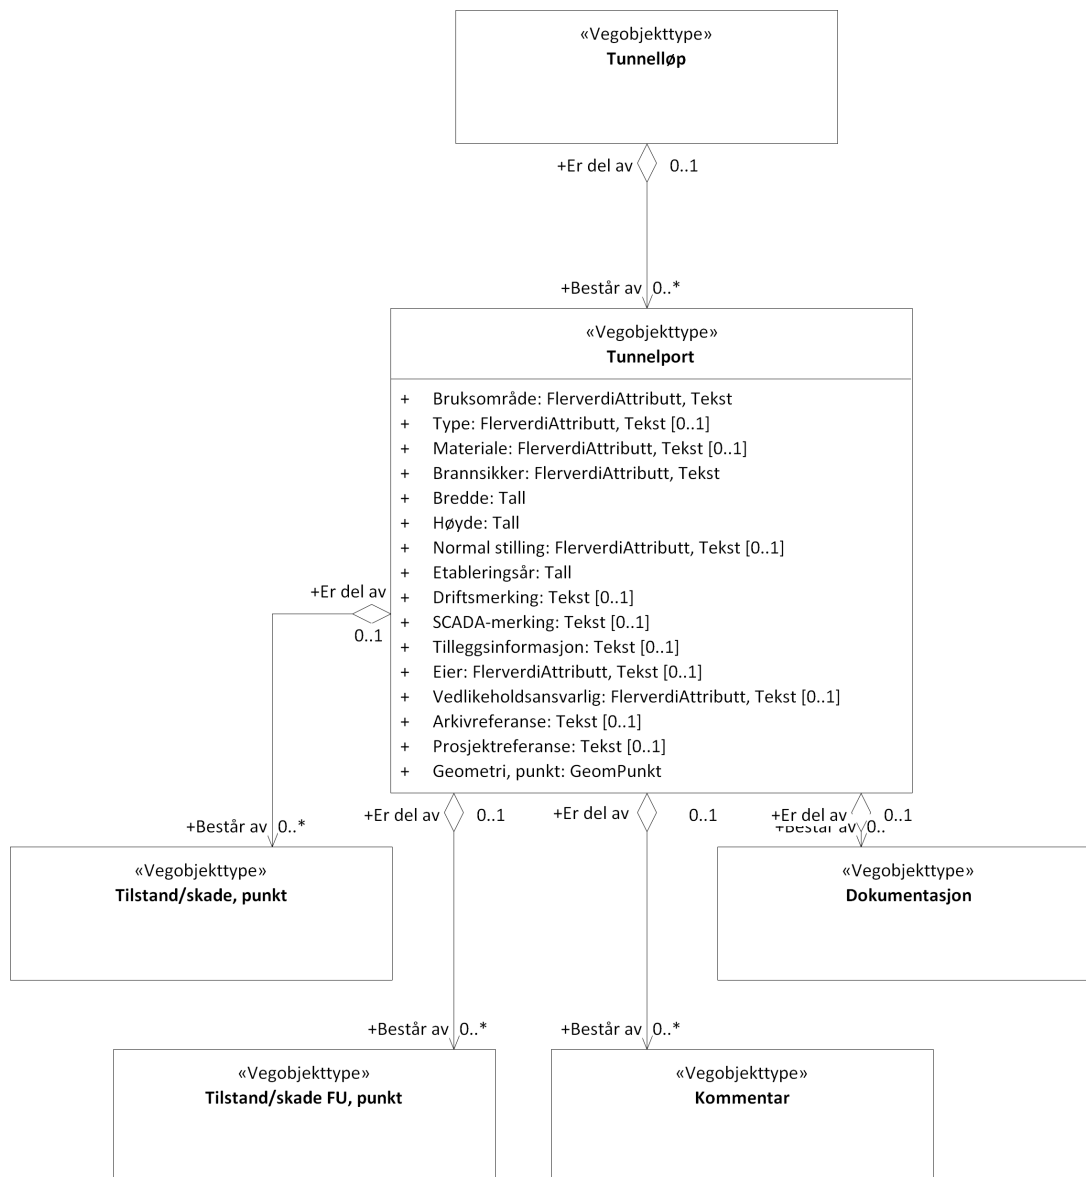 «Vegobjekttype»
Tunnelløp
+Er del av 0..1
+Består av 0..*
«Vegobjekttype»
Tunnelport
+ Bruksområde: FlerverdiAttributt, Tekst
+ Type: FlerverdiAttributt, Tekst [0..1]
+ Materiale: FlerverdiAttributt, Tekst [0..1]
+ Brannsikker: FlerverdiAttributt, Tekst
+ Bredde: Tall
+ Høyde: Tall
+ Normal stilling: FlerverdiAttributt, Tekst [0..1]
+ Etableringsår: Tall
+ Driftsmerking: Tekst [0..1]
+ SCADA-merking: Tekst [0..1]
+ Tilleggsinformasjon: Tekst [0..1]
+ Eier: FlerverdiAttributt, Tekst [0..1]
+ Vedlikeholdsansvarlig: FlerverdiAttributt, Tekst [0..1]
+ Arkivreferanse: Tekst [0..1]
+ Prosjektreferanse: Tekst [0..1]
+ Geometri, punkt: GeomPunkt
+Er del av
0..1
+Består av 0..*
«Vegobjekttype»
Tilstand/skade, punkt
+Er del av 0..1
+Består av 0..*
«Vegobjekttype»
Tilstand/skade FU, punkt
+Er del av 0..1
+Består av 0..*
«Vegobjekttype»
Kommentar
+Er del av 0..1
+Består av 0..
«Vegobjekttype»
Dokumentasjon